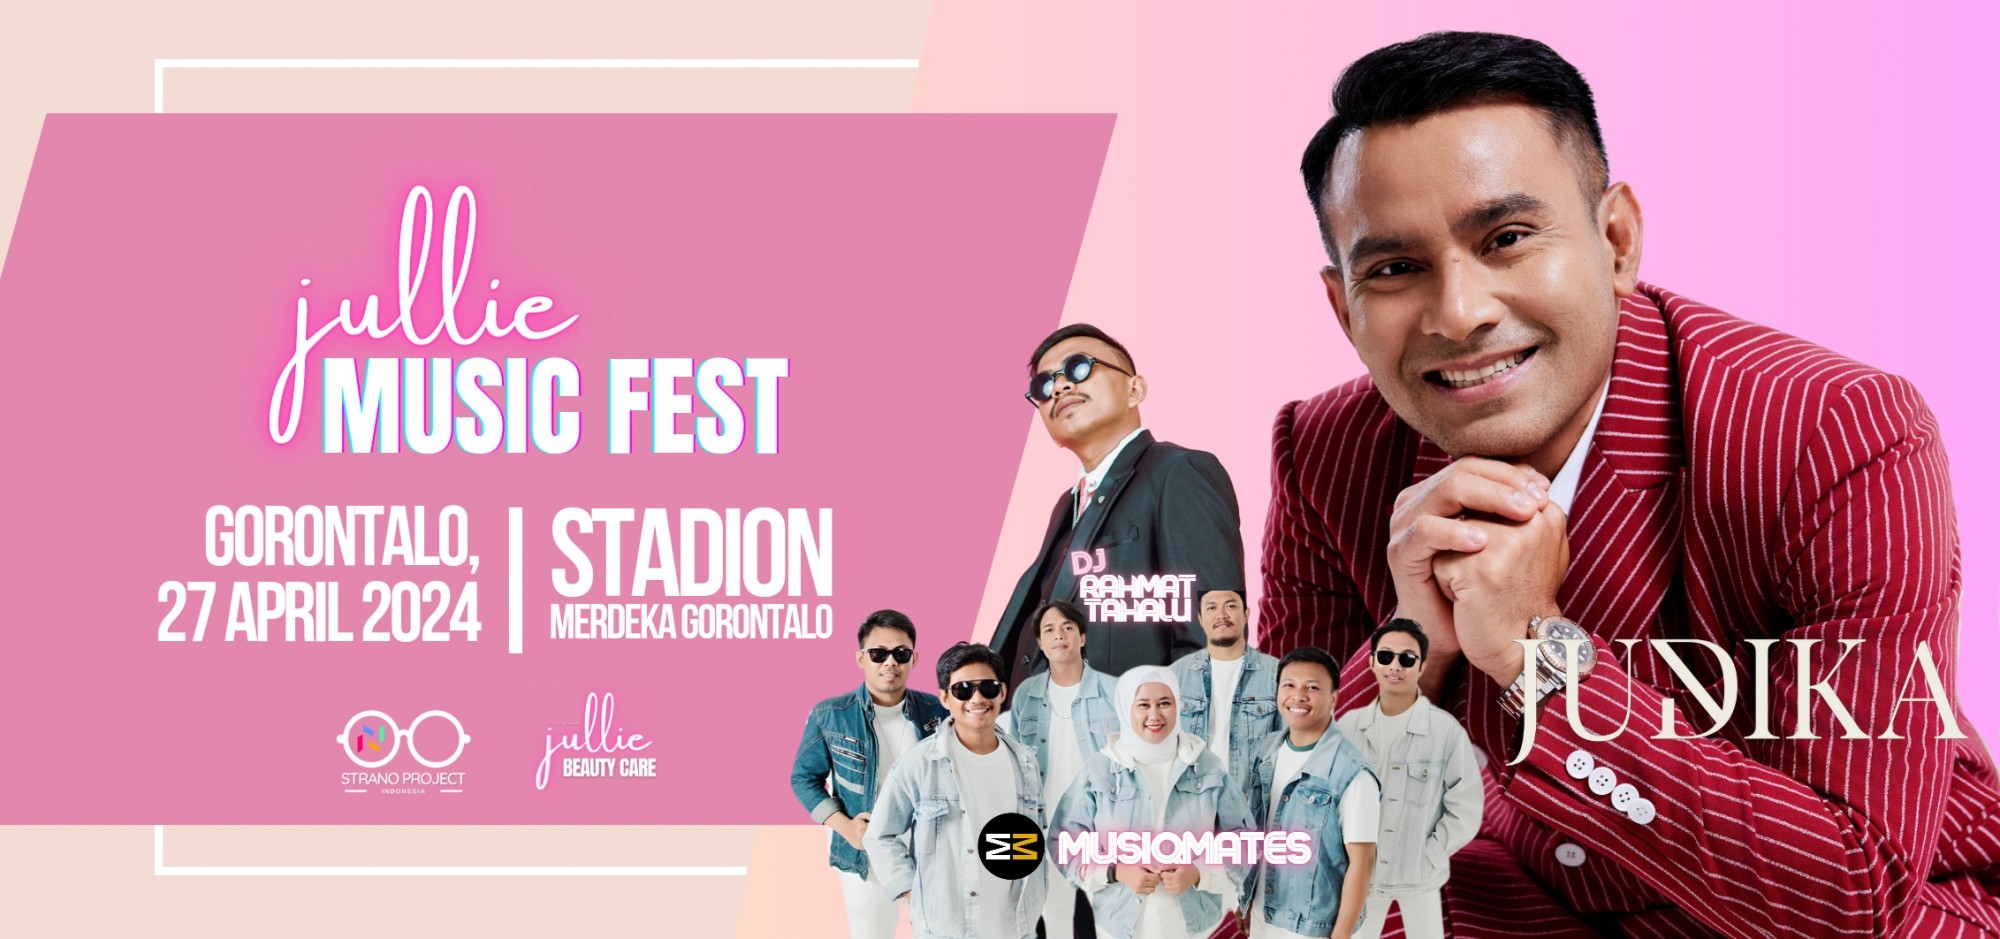 jullie
MUSIC FEST
GORONTALO,
27 APRIL 2024
STADION
MERDEKA GORONTALO
STRANO PROJECT
INDONESIA
jullie
BEAUTY CARE
DJ
RAHMAT
TAHALU
MUSIQMATES
JUDIKA